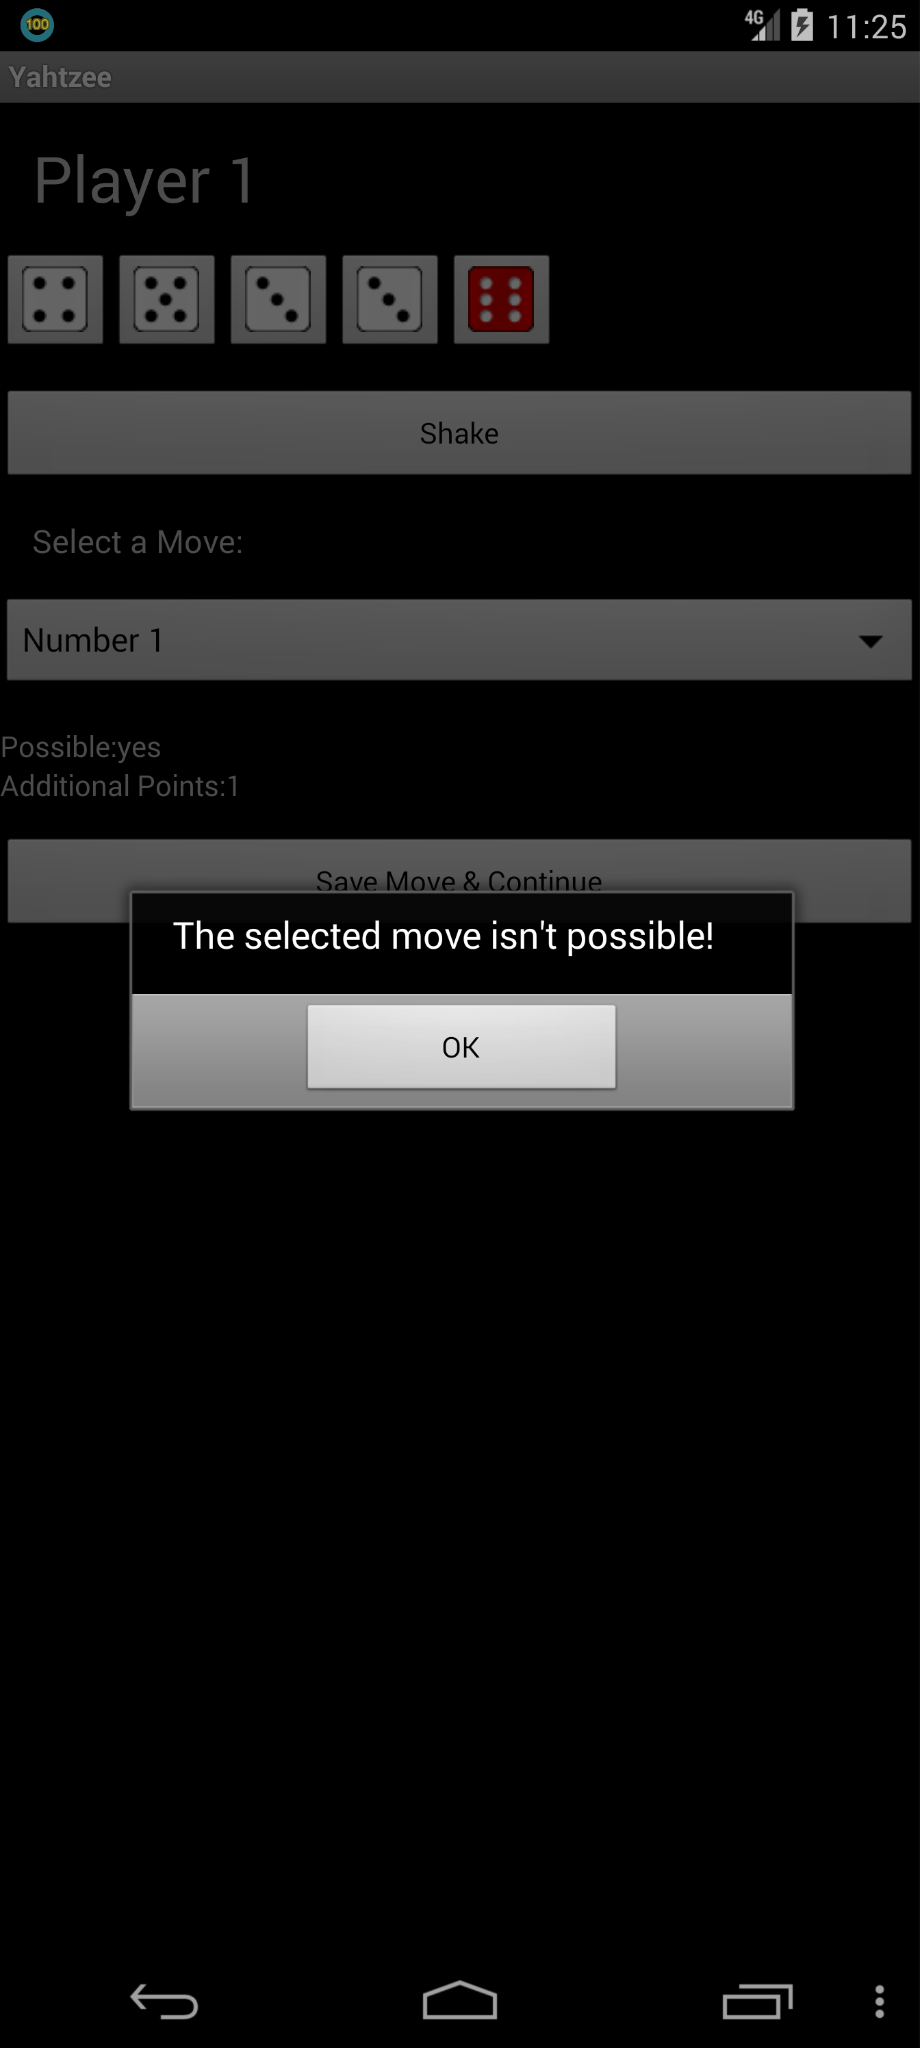 100
4G 11:25
Yahtzee
Player 1
Shake
Select a Move:
Number 1
Possible:yes
Additional Points:1
Save Move & Continue
The selected move isn't possible!
OK